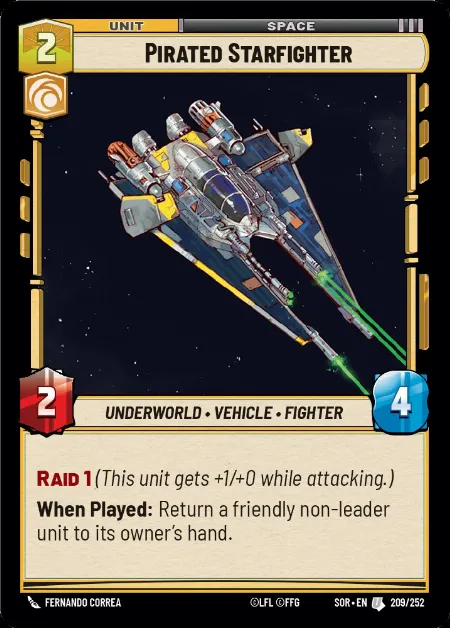 UNIT
SPACE
2
PIRATED STARFIGHTER
2
4
UNDERWORLD • VEHICLE • FIGHTER
RAID 1 (This unit gets +1/+0 while attacking.)
When Played: Return a friendly non-leader
unit to its owner's hand.
FERNANDO CORREA
©LFL ©FFG
SOR • EN
U
209/252